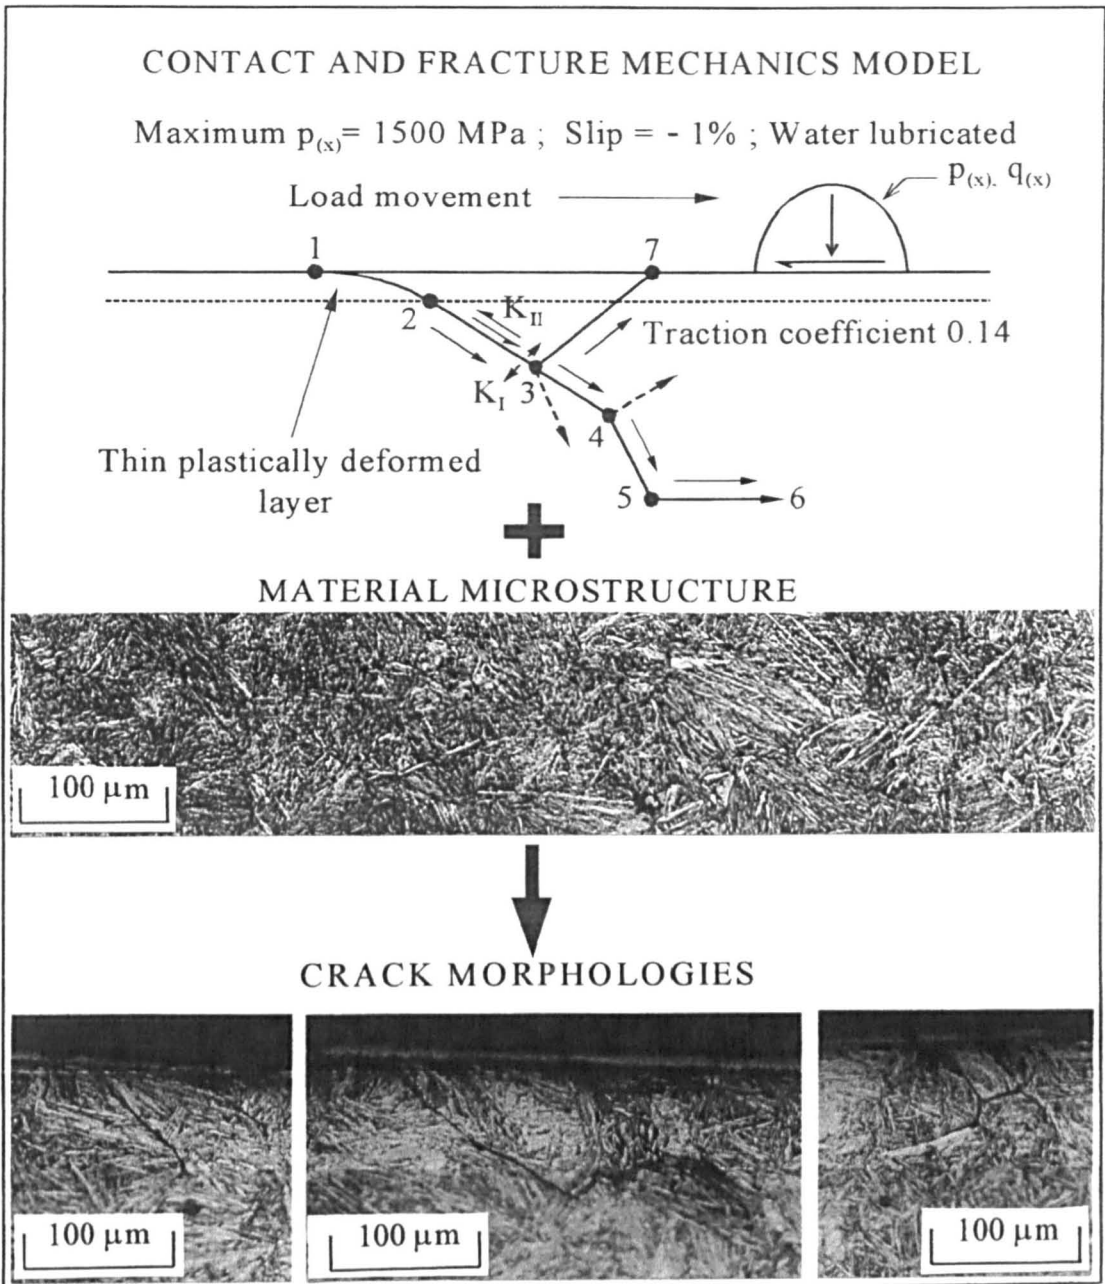 CONTACT AND FRACTURE MECHANICS MODEL
Maximum p(x)= 1500 MPa ; Slip = - 1% ; Water lubricated
Load movement
p(x). q(x)
1
7
2
KII
Traction coefficient 0.14
KI
3
4
Thin plastically deformed
layer
5
6
MATERIAL MICROSTRUCTURE
100 μm
CRACK MORPHOLOGIES
100 μm
100 μm
100 μm